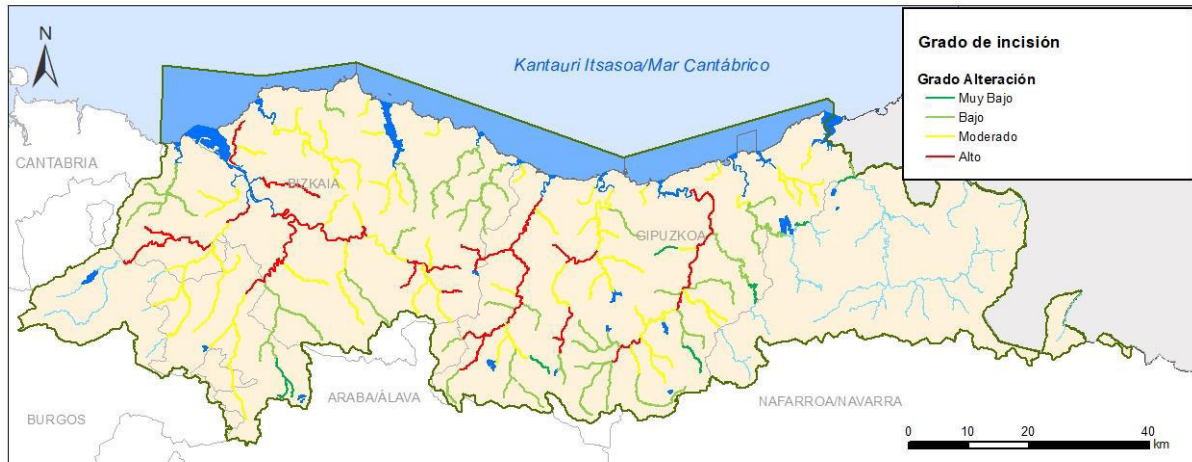 N
Kantauri Itsasoa/Mar Cantábrico
Grado de incisión
Grado Alteración
Muy Bajo
Bajo
Moderado
Alto
CANTABRIA
BIZKAIA
GIPUZKOA
ARABA/ÁLAVA
NAFARROA/NAVARRA
BURGOS
0 10 20 40
km